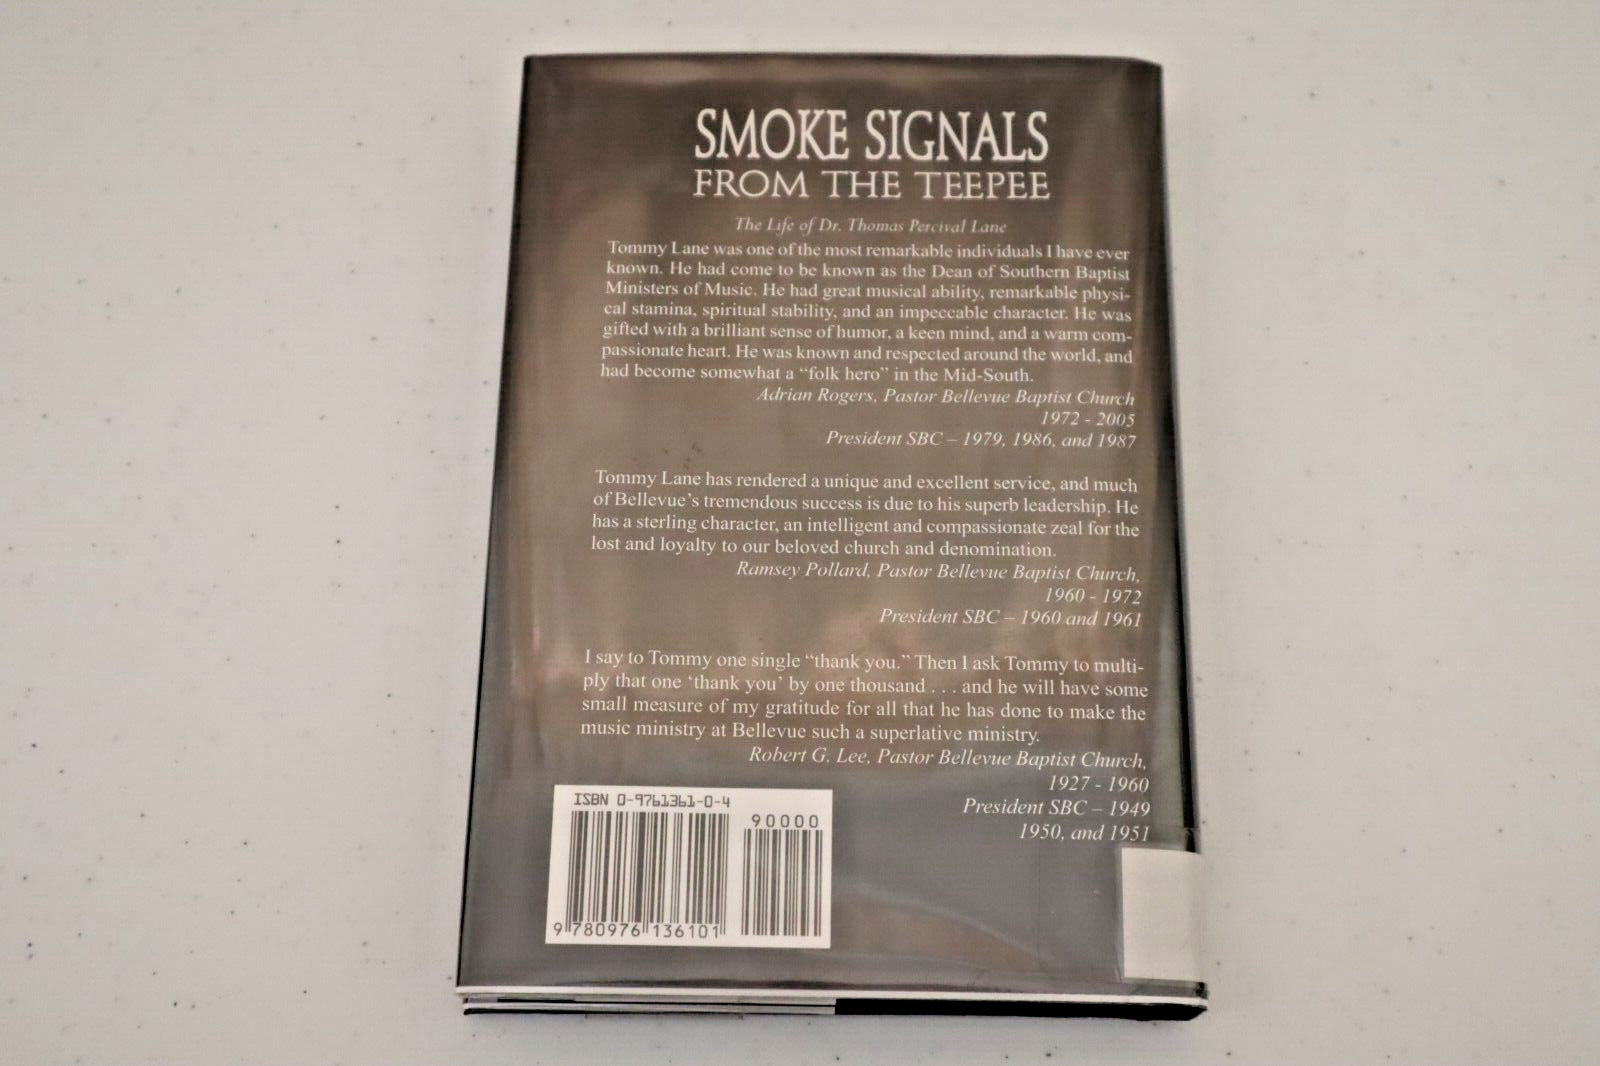 SMOKE SIGNALS
FROM THE TEEPEE
The Life of Dr. Thomas Percival Lane
Tommy Lane was one of the most remarkable individuals I have ever
known. He had come to be known as the Dean of Southern Baptist
Ministers of Music. He had great musical ability, remarkable physi-
cal stamina, spiritual stability, and an impeccable character. He was
gifted with a brilliant sense of humor, a keen mind, and a warm com-
passionate heart. He was known and respected around the world, and
had become somewhat a “folk hero” in the Mid-South.
Adrian Rogers, Pastor Bellevue Baptist Church
1972 - 2005
President SBC – 1979, 1986, and 1987
Tommy Lane has rendered a unique and excellent service, and much
of Bellevue’s tremendous success is due to his superb leadership. He
has a sterling character, an intelligent and compassionate zeal for the
lost and loyalty to our beloved church and denomination.
Ramsey Pollard, Pastor Bellevue Baptist Church,
1960 - 1972
President SBC – 1960 and 1961
I say to Tommy one single “thank you.” Then I ask Tommy to multi-
ply that one ‘thank you’ by one thousand . . . and he will have some
small measure of my gratitude for all that he has done to make the
music ministry at Bellevue such a superlative ministry.
Robert G. Lee, Pastor Bellevue Baptist Church,
1927 - 1960
President SBC – 1949
1950, and 1951
ISBN 0-9761361-0-4
90000
9 780976 136101